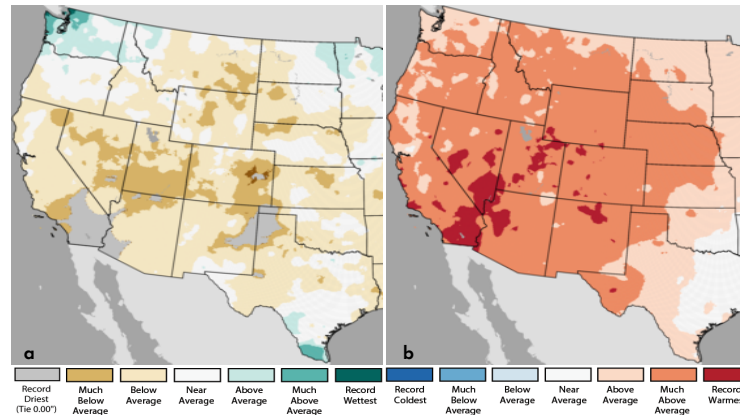 a
b
Record
Driest
(Tie 0.00")
Much
Below
Average
Below
Average
Near
Average
Above
Average
Much
Above
Average
Record
Wettest
Record
Coldest
Much
Below
Average
Below
Average
Near
Average
Above
Average
Much
Above
Average
Record
Warmes